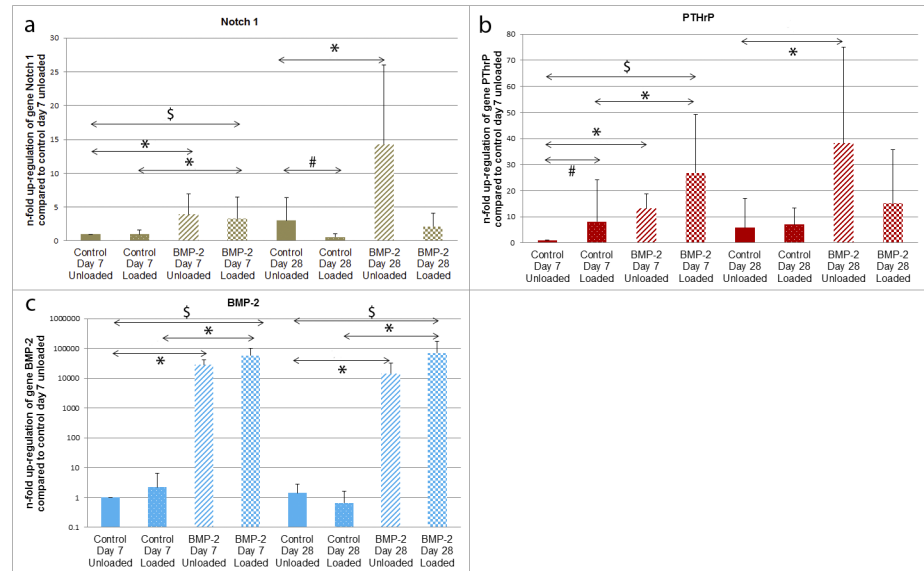 a
Notch 1
n-fold up-regulation of gene Notch 1
compared to control day 7 unloaded
30
25
20
15
10
5
0
*
$
*
*
#
Control Day 7 Unloaded
Control Day 7 Loaded
BMP-2 Day 7 Unloaded
BMP-2 Day 7 Loaded
Control Day 28 Unloaded
Control Day 28 Loaded
BMP-2 Day 28 Unloaded
BMP-2 Day 28 Loaded
b
PTHrP
n-fold up-regulation of gene PTHrP
compared to control day 7 unloaded
80
70
60
50
40
30
20
10
0
*
$
*
*
#
Control Day 7 Unloaded
Control Day 7 Loaded
BMP-2 Day 7 Unloaded
BMP-2 Day 7 Loaded
Control Day 28 Unloaded
Control Day 28 Loaded
BMP-2 Day 28 Unloaded
BMP-2 Day 28 Loaded
c
BMP-2
n-fold up-regulation of gene BMP-2
compared to control day 7 unloaded
1000000
100000
10000
1000
100
10
1
0.1
$
*
*
$
*
*
Control Day 7 Unloaded
Control Day 7 Loaded
BMP-2 Day 7 Unloaded
BMP-2 Day 7 Loaded
Control Day 28 Unloaded
Control Day 28 Loaded
BMP-2 Day 28 Unloaded
BMP-2 Day 28 Loaded